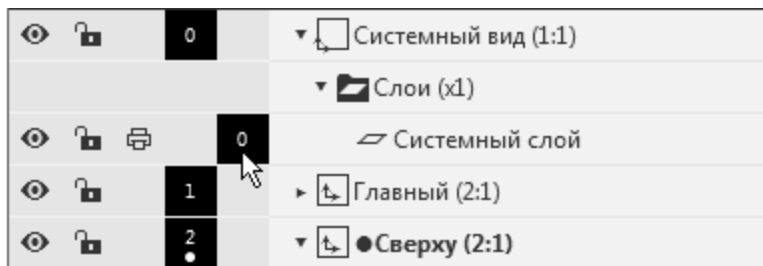 0 Системный вид (1:1)
Слои (x1)
0 Системный слой
1 Главный (2:1)
2 Сверху (2:1)